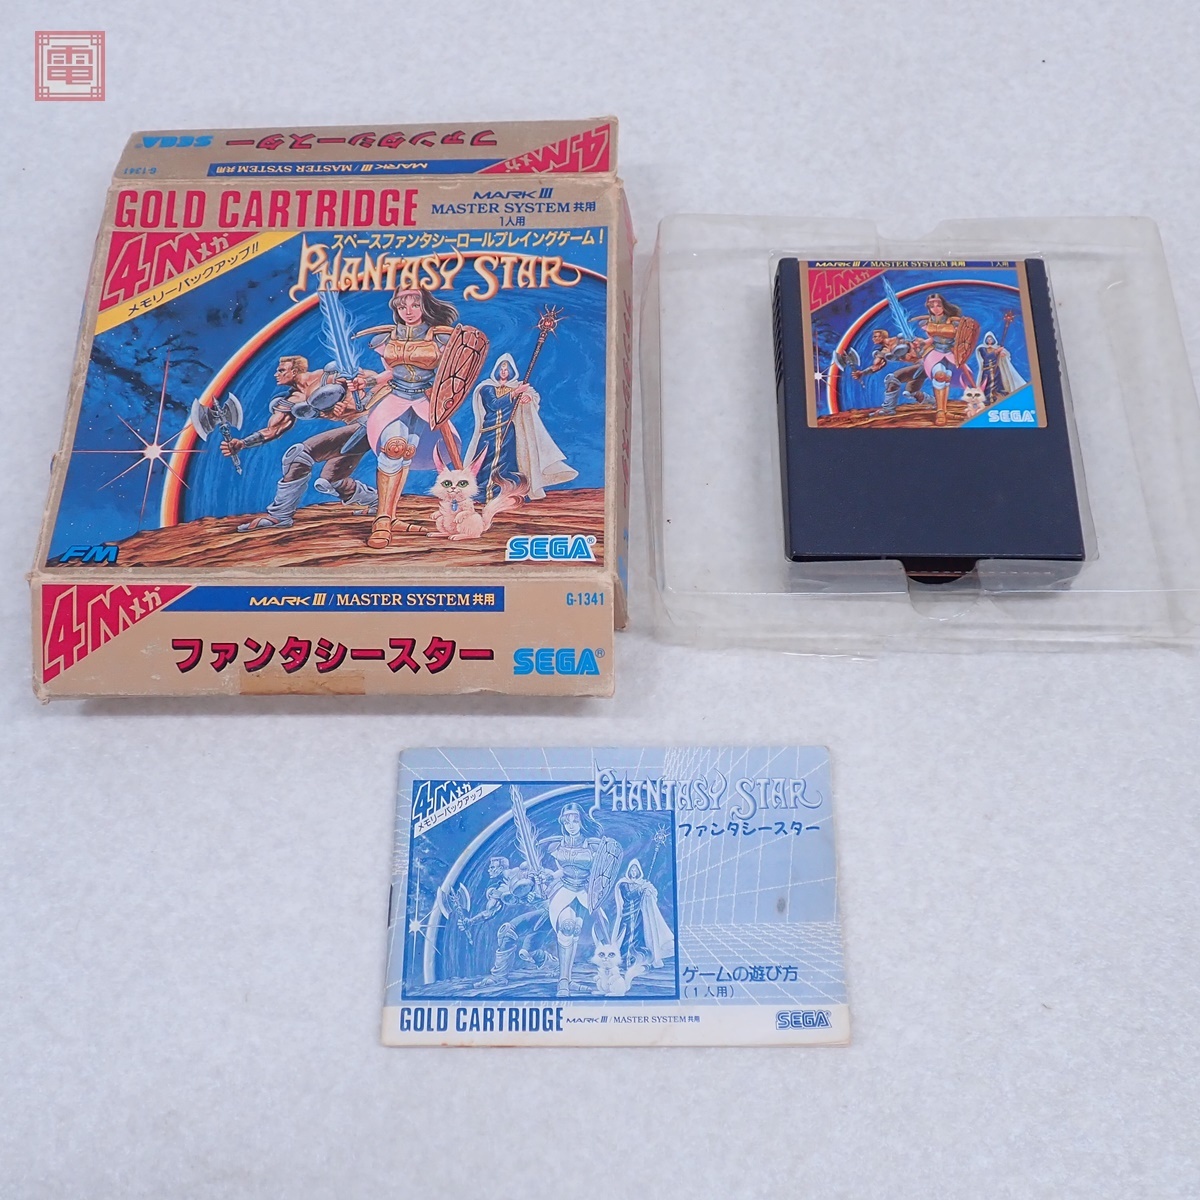 電
4Mメガ
MARK III / MASTER SYSTEM 共用
G-1341
ファンタシースター
SEGA
GOLD CARTRIDGE
MARK III
MASTER SYSTEM 共用
1人用
4Mメガ
メモリーバックアップ!!
スペースファンタジーロールプレイングゲーム!
PHANTASY STAR
FM
SEGA®
4Mメガ
MARK III / MASTER SYSTEM 共用
G-1341
ファンタシースター
SEGA®
MARK III / MASTER SYSTEM 共用
1人用
4Mメガ
SEGA®
4Mメガ
メモリーバックアップ
PHANTASY STAR
ファンタシースター
ゲームの遊び方
(1人用)
GOLD CARTRIDGE MARK III / MASTER SYSTEM 共用
SEGA®